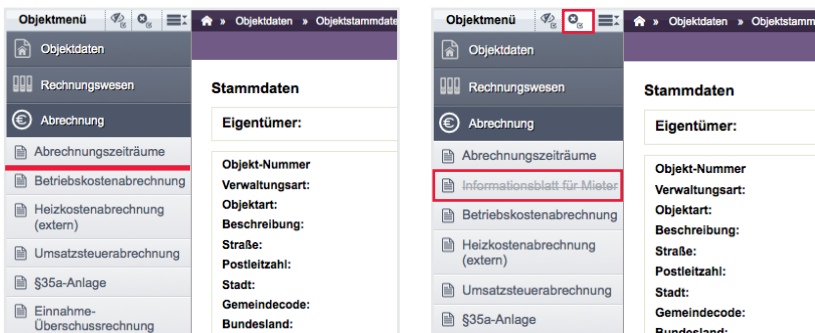 Objektmenü
» Objektdaten » Objektstammdate
Objektdaten
Rechnungswesen
Abrechnung
Abrechnungszeiträume
Betriebskostenabrechnung
Heizkostenabrechnung
(extern)
Umsatzsteuerabrechnung
§35a-Anlage
Einnahme-
Überschussrechnung
Stammdaten
Eigentümer:
Objekt-Nummer
Verwaltungsart:
Objektart:
Beschreibung:
Straße:
Postleitzahl:
Stadt:
Gemeindecode:
Bundesland:
Objektmenü
» Objektdaten » Objektstamm
Objektdaten
Rechnungswesen
Abrechnung
Abrechnungszeiträume
Informationsblatt für Mieter
Betriebskostenabrechnung
Heizkostenabrechnung
(extern)
Umsatzsteuerabrechnung
§35a-Anlage
Stammdaten
Eigentümer:
Objekt-Nummer
Verwaltungsart:
Objektart:
Beschreibung:
Straße:
Postleitzahl:
Stadt:
Gemeindecode:
Bundesland: